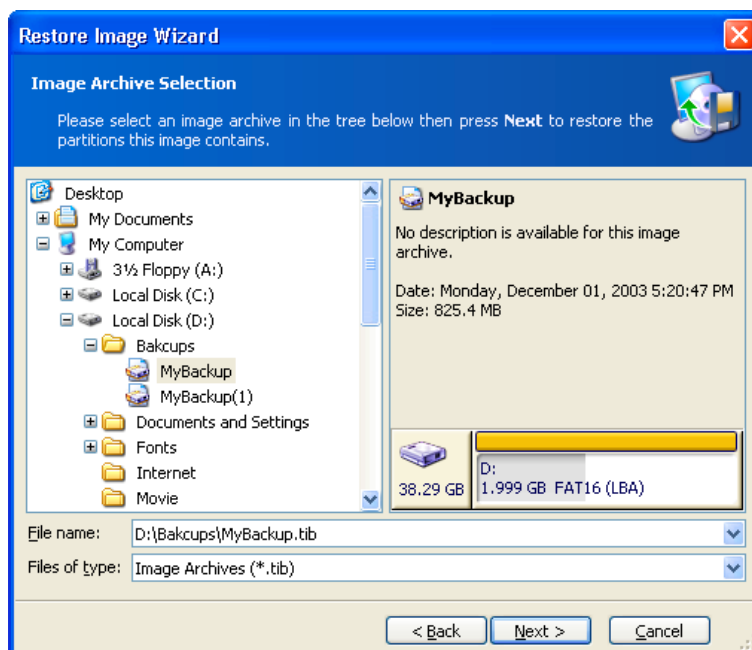 Restore Image Wizard
Image Archive Selection
Please select an image archive in the tree below then press Next to restore the
partitions this image contains.
Desktop
My Documents
My Computer
3½ Floppy (A:)
Local Disk (C:)
Local Disk (D:)
Bakcups
MyBackup
MyBackup(1)
Documents and Settings
Fonts
Internet
Movie
MyBackup
No description is available for this image
archive.
Date: Monday, December 01, 2003 5:20:47 PM
Size: 825.4 MB
38.29 GB
D:
1.999 GB FAT16 (LBA)
File name: D:\Bakcups\MyBackup.tib
Files of type: Image Archives (*.tib)
< Back Next > Cancel